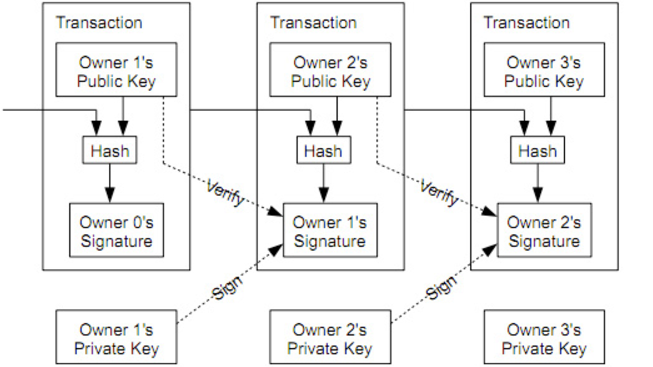 Transaction
Transaction
Transaction
Owner 1's
Public Key
Owner 2's
Public Key
Owner 3's
Public Key
Hash
Hash
Hash
Verify
Verify
Owner 0's
Signature
Owner 1's
Signature
Owner 2's
Signature
Sign
Sign
Owner 1's
Private Key
Owner 2's
Private Key
Owner 3's
Private Key